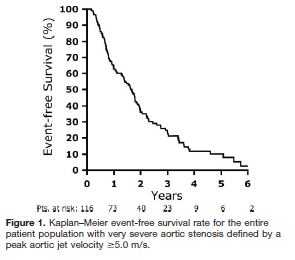 Event-free Survival (%)
100
90
80
70
60
50
40
30
20
10
0
0 1 2 3 4 5 6
Years
Pts. at risk: 116 73 40 23 9 6 2
Figure 1. Kaplan–Meier event-free survival rate for the entire
patient population with very severe aortic stenosis defined by a
peak aortic jet velocity ≥5.0 m/s.